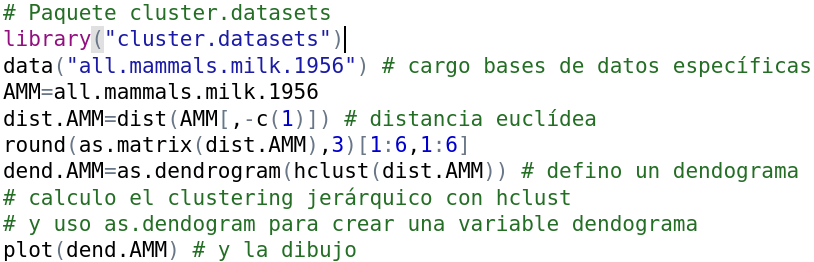 # Paquete cluster.datasets
library("cluster.datasets")
data("all.mammals.milk.1956") # cargo bases de datos específicas
AMM=all.mammals.milk.1956
dist.AMM=dist(AMM[,-c(1)]) # distancia euclídea
round(as.matrix(dist.AMM),3)[1:6,1:6]
dend.AMM=as.dendrogram(hclust(dist.AMM)) # defino un dendograma
# calculo el clustering jerárquico con hclust
# y uso as.dendogram para crear una variable dendograma
plot(dend.AMM) # y la dibujo